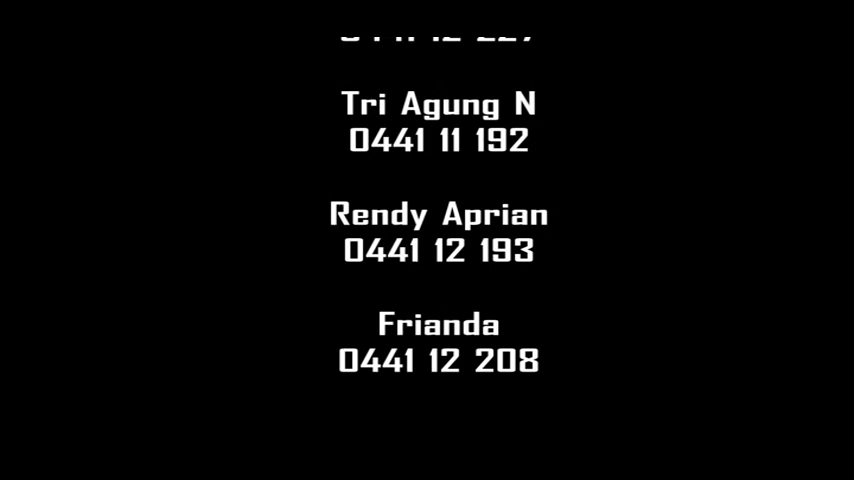 Tri Agung N
0441 11 192
Rendy Aprian
0441 12 193
Frianda
0441 12 208